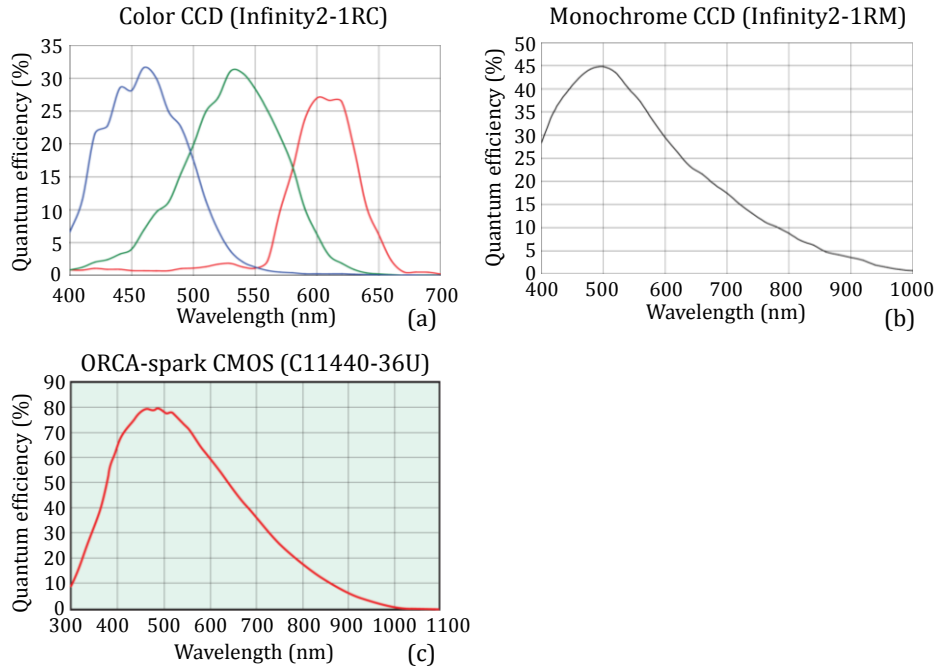 Color CCD (Infinity2-1RC)
Quantum efficiency (%)
35
30
25
20
15
10
5
0
400 450 500 550 600 650 700
Wavelength (nm)
(a)
Monochrome CCD (Infinity2-1RM)
Quantum efficiency (%)
50
45
40
35
30
25
20
15
10
5
0
400 500 600 700 800 900 1000
Wavelength (nm)
(b)
ORCA-spark CMOS (C11440-36U)
Quantum efficiency (%)
90
80
70
60
50
40
30
20
10
0
300 400 500 600 700 800 900 1000 1100
Wavelength (nm)
(c)